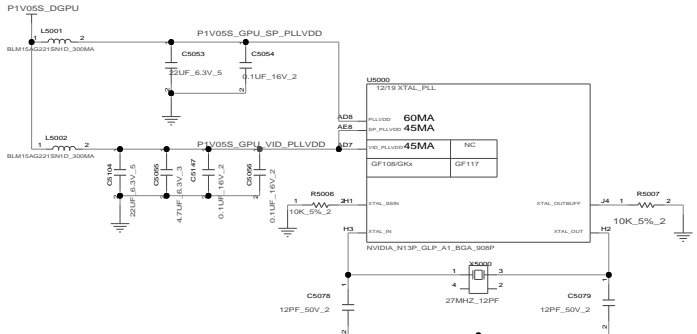 P1V05S_DGPU
L5001
1 2
BLM15AG221SN1D_300MA
P1V05S_GPU_SP_PLLVDD
C5053
22UF_6.3V_5
C5054
0.1UF_16V_2
U5000
12/19 XTAL_PLL
AD8 PLLVDD 60MA
AE8 SP_PLLVDD 45MA
AD7 VID_PLLVDD 45MA NC
GF108/GKx GF117
L5002
1 2
BLM15AG221SN1D_300MA
P1V05S_GPU_VID_PLLVDD
C5104
22UF_6.3V_5
C5055
4.7UF_6.3V_3
C5147
0.1UF_16V_2
C5056
0.1UF_16V_2
R5006
1 2 H1 XTAL_SSIN
10K_5%_2
XTAL_OUTBUFF J4 1 2
R5007
10K_5%_2
H3 XTAL_IN
XTAL_OUT H2
NVIDIA_N13P_GLP_A1_BGA_908P
X5000
1 3
4 2
27MHZ_12PF
C5078
12PF_50V_2
1
2
C5079
12PF_50V_2
1
2